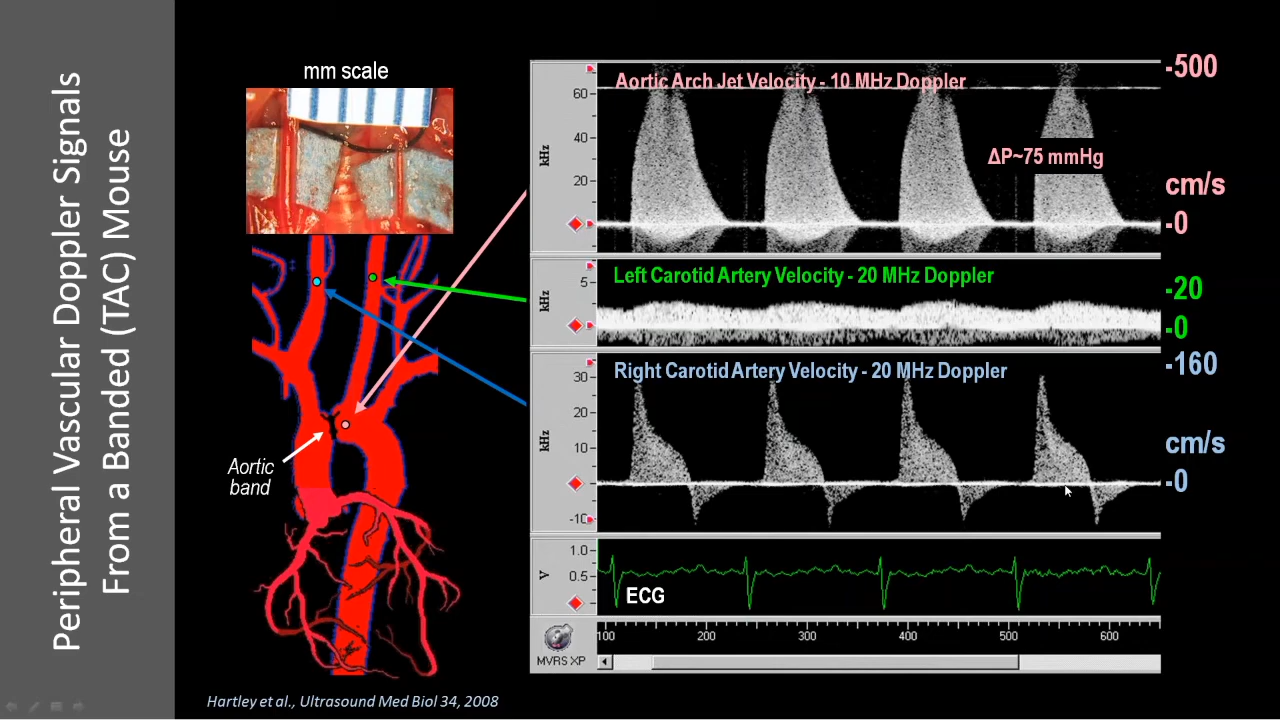 Peripheral Vascular Doppler Signals
From a Banded (TAC) Mouse
mm scale
Aortic
band
Hartley et al., Ultrasound Med Biol 34, 2008
Aortic Arch Jet Velocity - 10 MHz Doppler
ΔP~75 mmHg
60
40
20
kHz
-500
cm/s
-0
Left Carotid Artery Velocity - 20 MHz Doppler
5
kHz
-20
-0
Right Carotid Artery Velocity - 20 MHz Doppler
30
20
10
-10
kHz
-160
cm/s
-0
1.0
0.5
V
ECG
100 200 300 400 500 600
MVRS XP